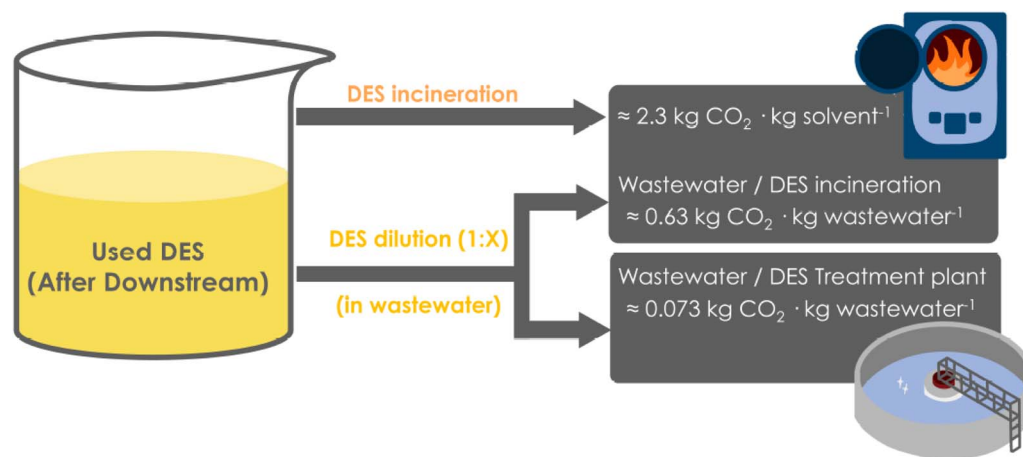 DES incineration
≈ 2.3 kg CO₂ · kg solvent⁻¹
Used DES
(After Downstream)
DES dilution (1:X)
(in wastewater)
Wastewater / DES incineration
≈ 0.63 kg CO₂ · kg wastewater⁻¹
Wastewater / DES Treatment plant
≈ 0.073 kg CO₂ · kg wastewater⁻¹